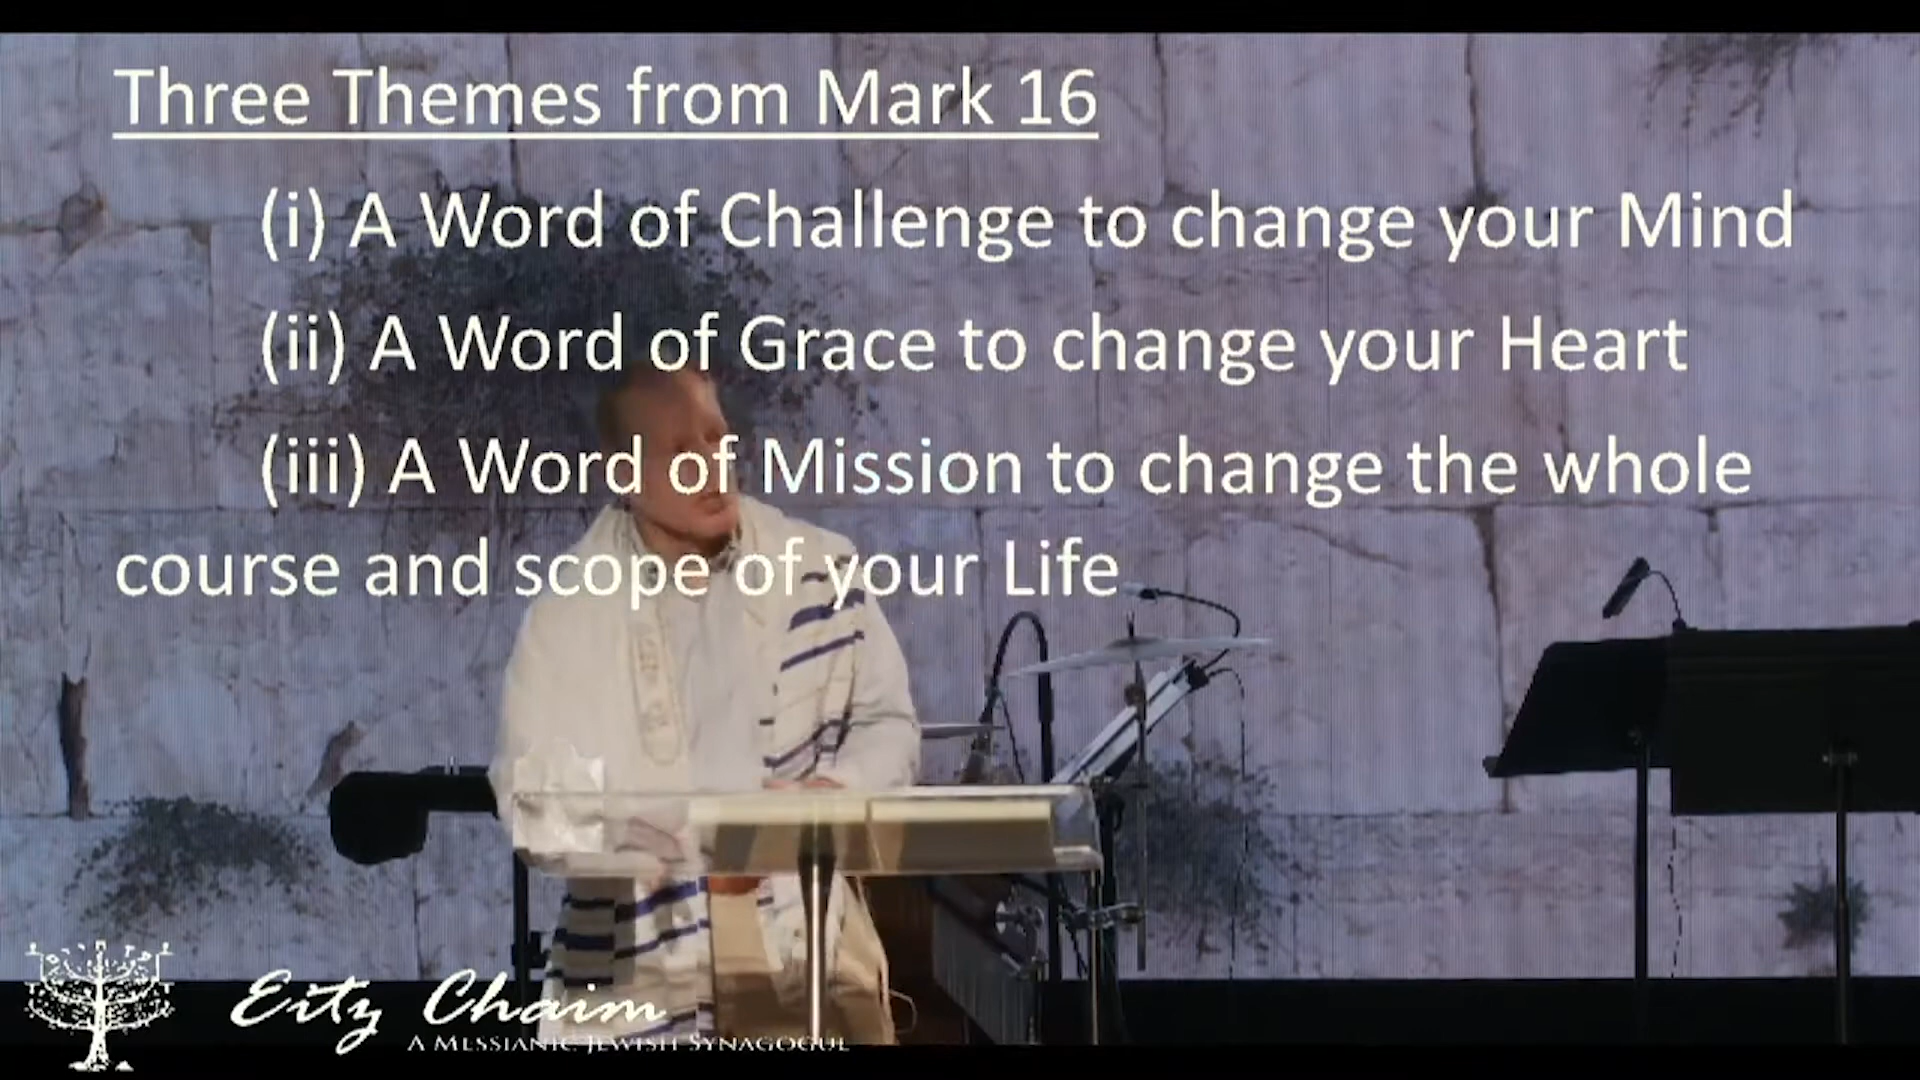 Three Themes from Mark 16
(i) A Word of Challenge to change your Mind
(ii) A Word of Grace to change your Heart
(iii) A Word of Mission to change the whole
course and scope of your Life
Eitz Chaim
A Messianic Jewish Synagogue